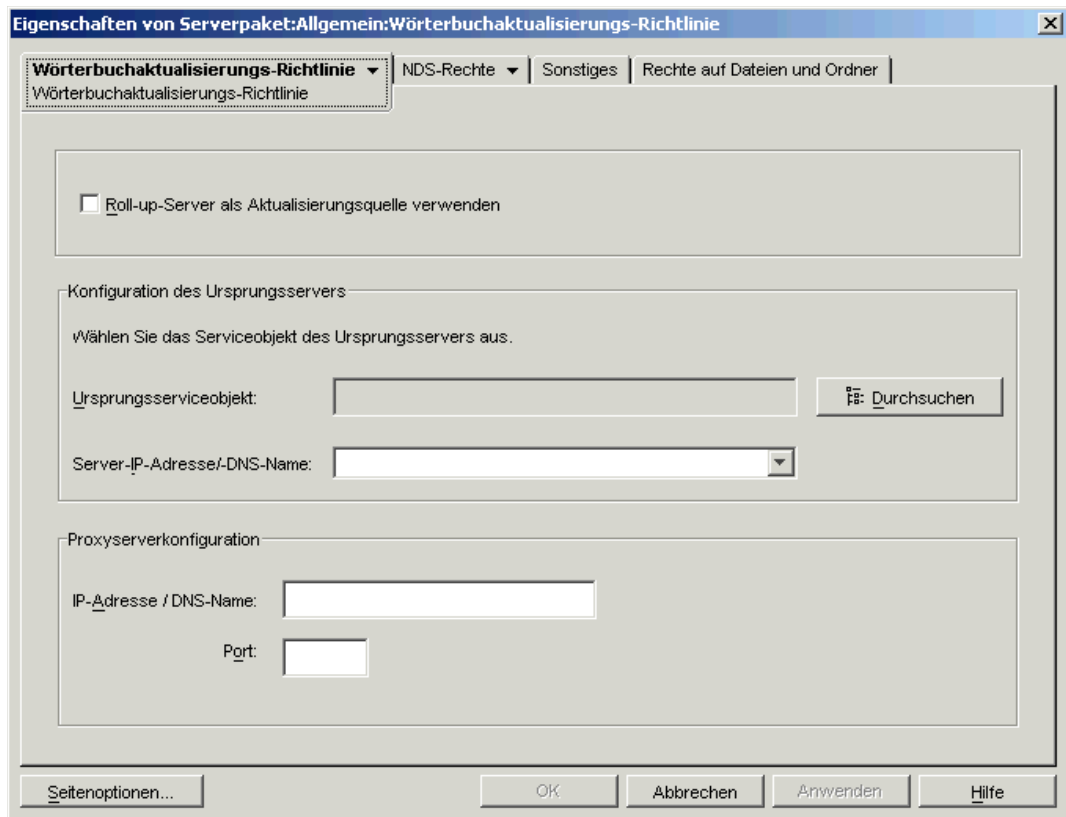 Eigenschaften von Serverpaket:Allgemein:Wörterbuchaktualisierungs-Richtlinie
Wörterbuchaktualisierungs-Richtlinie NDS-Rechte Sonstiges Rechte auf Dateien und Ordner
Wörterbuchaktualisierungs-Richtlinie
Roll-up-Server als Aktualisierungsquelle verwenden
Konfiguration des Ursprungsservers
Wählen Sie das Serviceobjekt des Ursprungsservers aus.
Ursprungsserviceobjekt: Durchsuchen
Server-IP-Adresse/-DNS-Name:
Proxyserverkonfiguration
IP-Adresse / DNS-Name:
Port:
Seitenoptionen... OK Abbrechen Anwenden Hilfe